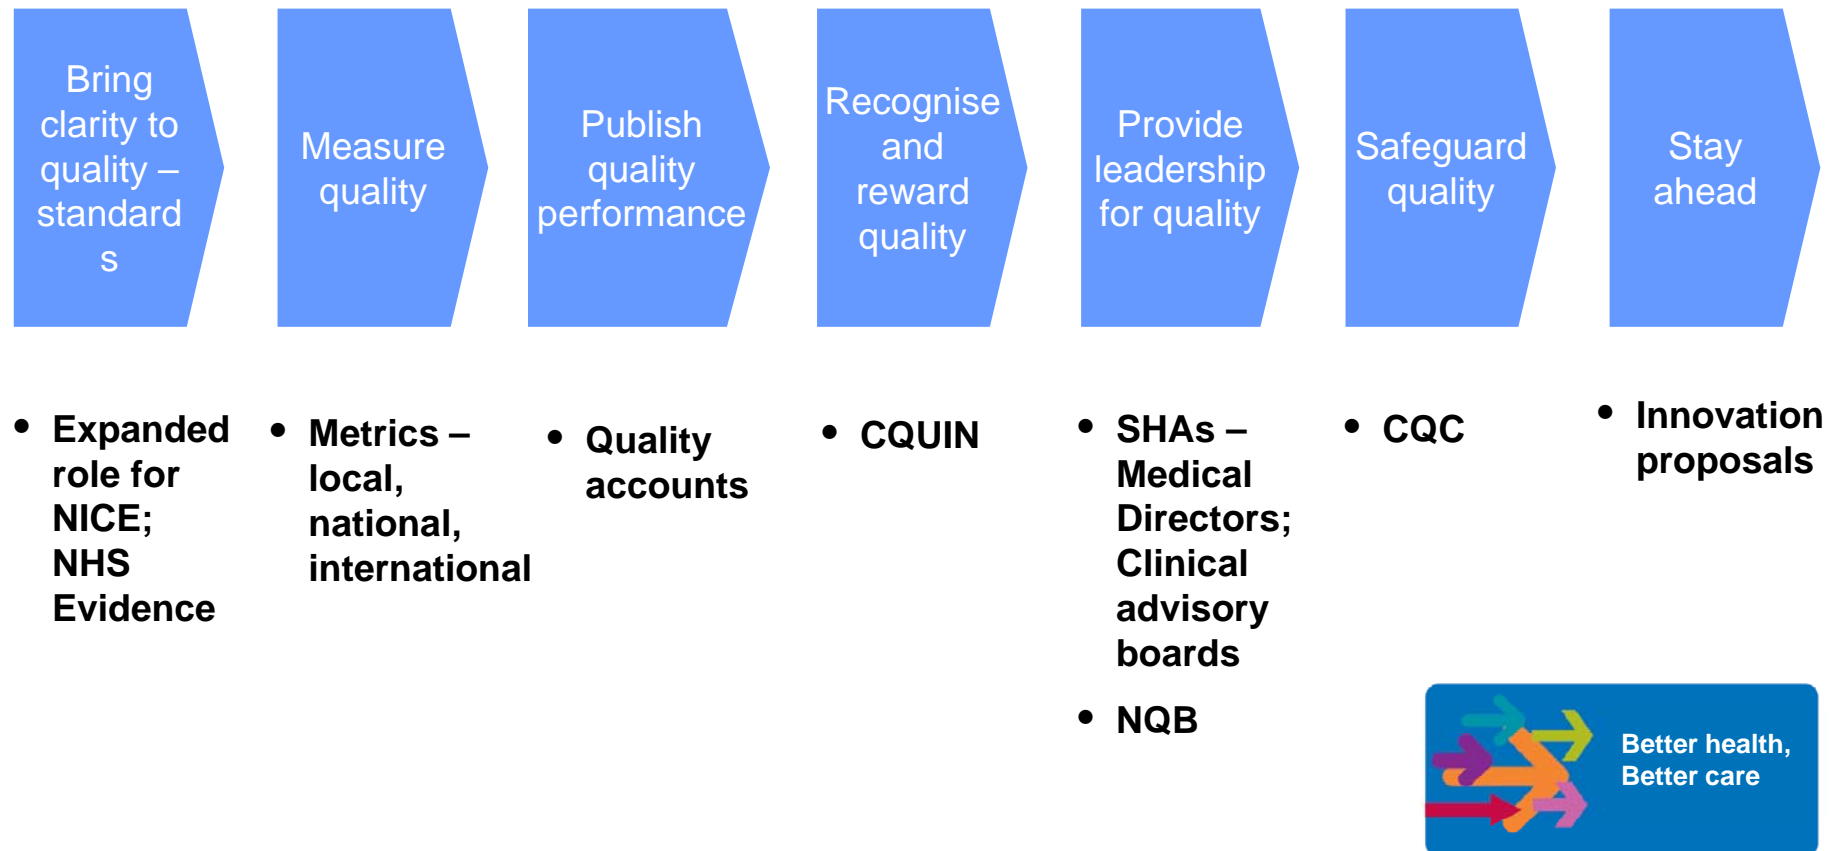 Bring
clarity to
quality –
standard
s
Measure
quality
Publish
quality
performance
Recognise
and
reward
quality
Provide
leadership
for quality
Safeguard
quality
Stay
ahead
• Expanded
role for
NICE;
NHS
Evidence
• Metrics –
local,
national,
international
• Quality
accounts
• CQUIN
• SHAs –
Medical
Directors;
Clinical
advisory
boards
• NQB
• CQC
• Innovation
proposals
Better health,
Better care